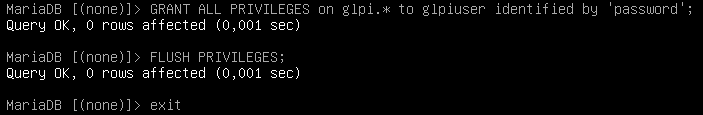 MariaDB [(none)]> GRANT ALL PRIVILEGES on glpi.* to glpiuser identified by 'password';
Query OK, 0 rows affected (0,001 sec)
MariaDB [(none)]> FLUSH PRIVILEGES;
Query OK, 0 rows affected (0,001 sec)
MariaDB [(none)]> exit